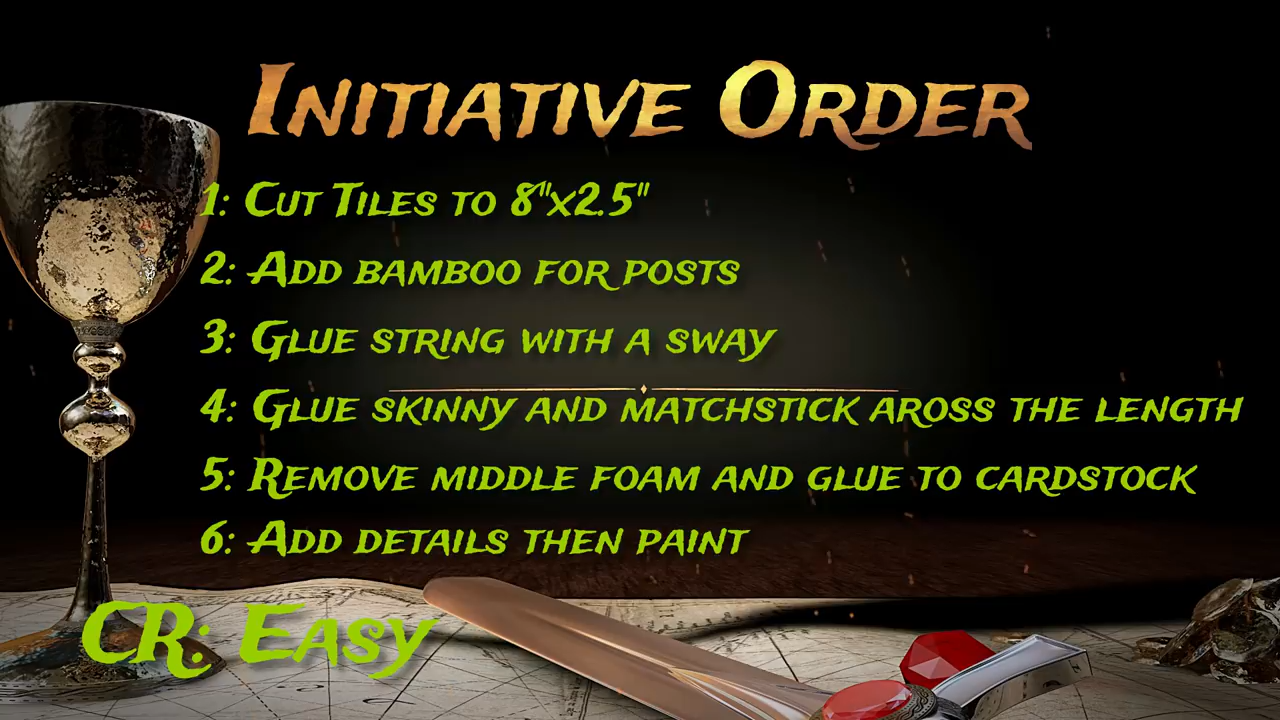 Initiative Order
1: Cut Tiles to 8"x2.5"
2: Add bamboo for posts
3: Glue string with a sway
4: Glue skinny and matchstick aross the length
5: Remove middle foam and glue to cardstock
6: Add details then paint
CR: Easy